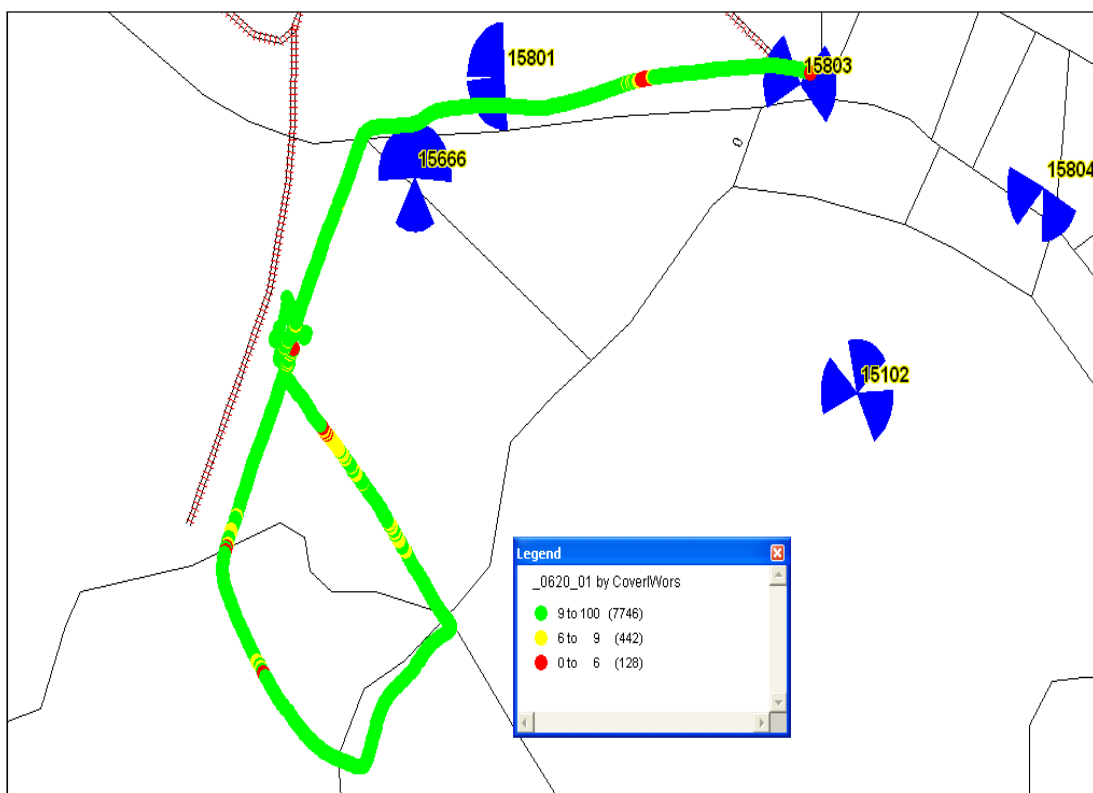 15801
15803
15666
0
15804
15102
Legend
_0620_01 by CoverlWors
9 to 100 (7746)
6 to 9 (442)
0 to 6 (128)